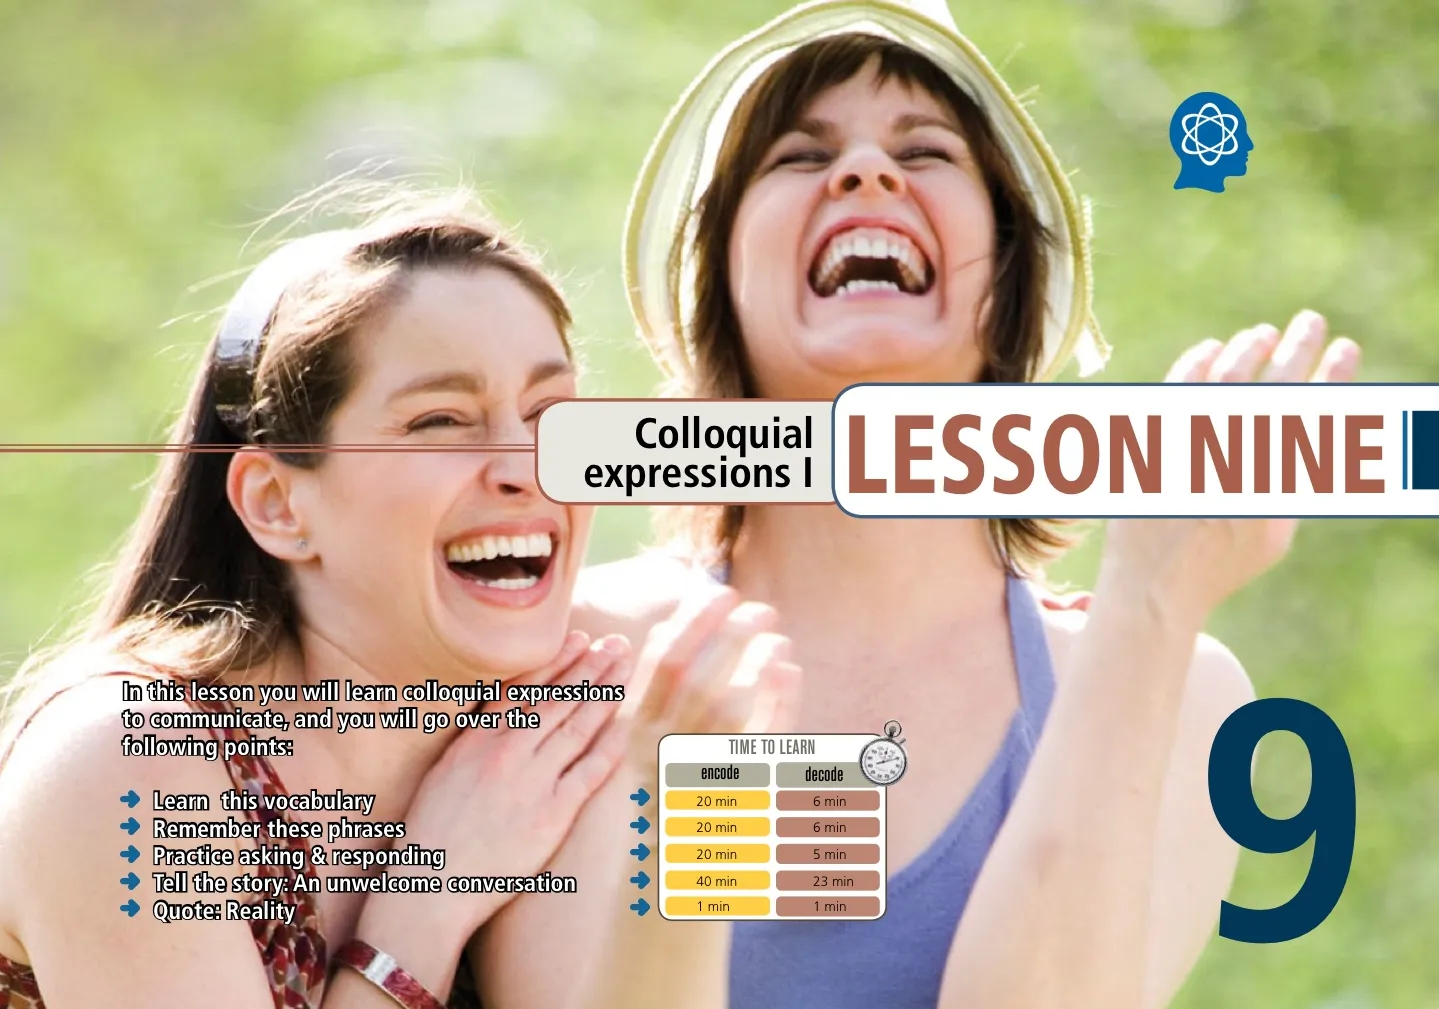 Colloquial
expressions I
LESSON NINE
In this lesson you will learn colloquial expressions
to communicate, and you will go over the
following points:
Learn this vocabulary
Remember these phrases
Practice asking & responding
Tell the story: An unwelcome conversation
Quote: Reality
TIME TO LEARN
encode decode
20 min 6 min
20 min 6 min
20 min 5 min
40 min 23 min
1 min 1 min
9